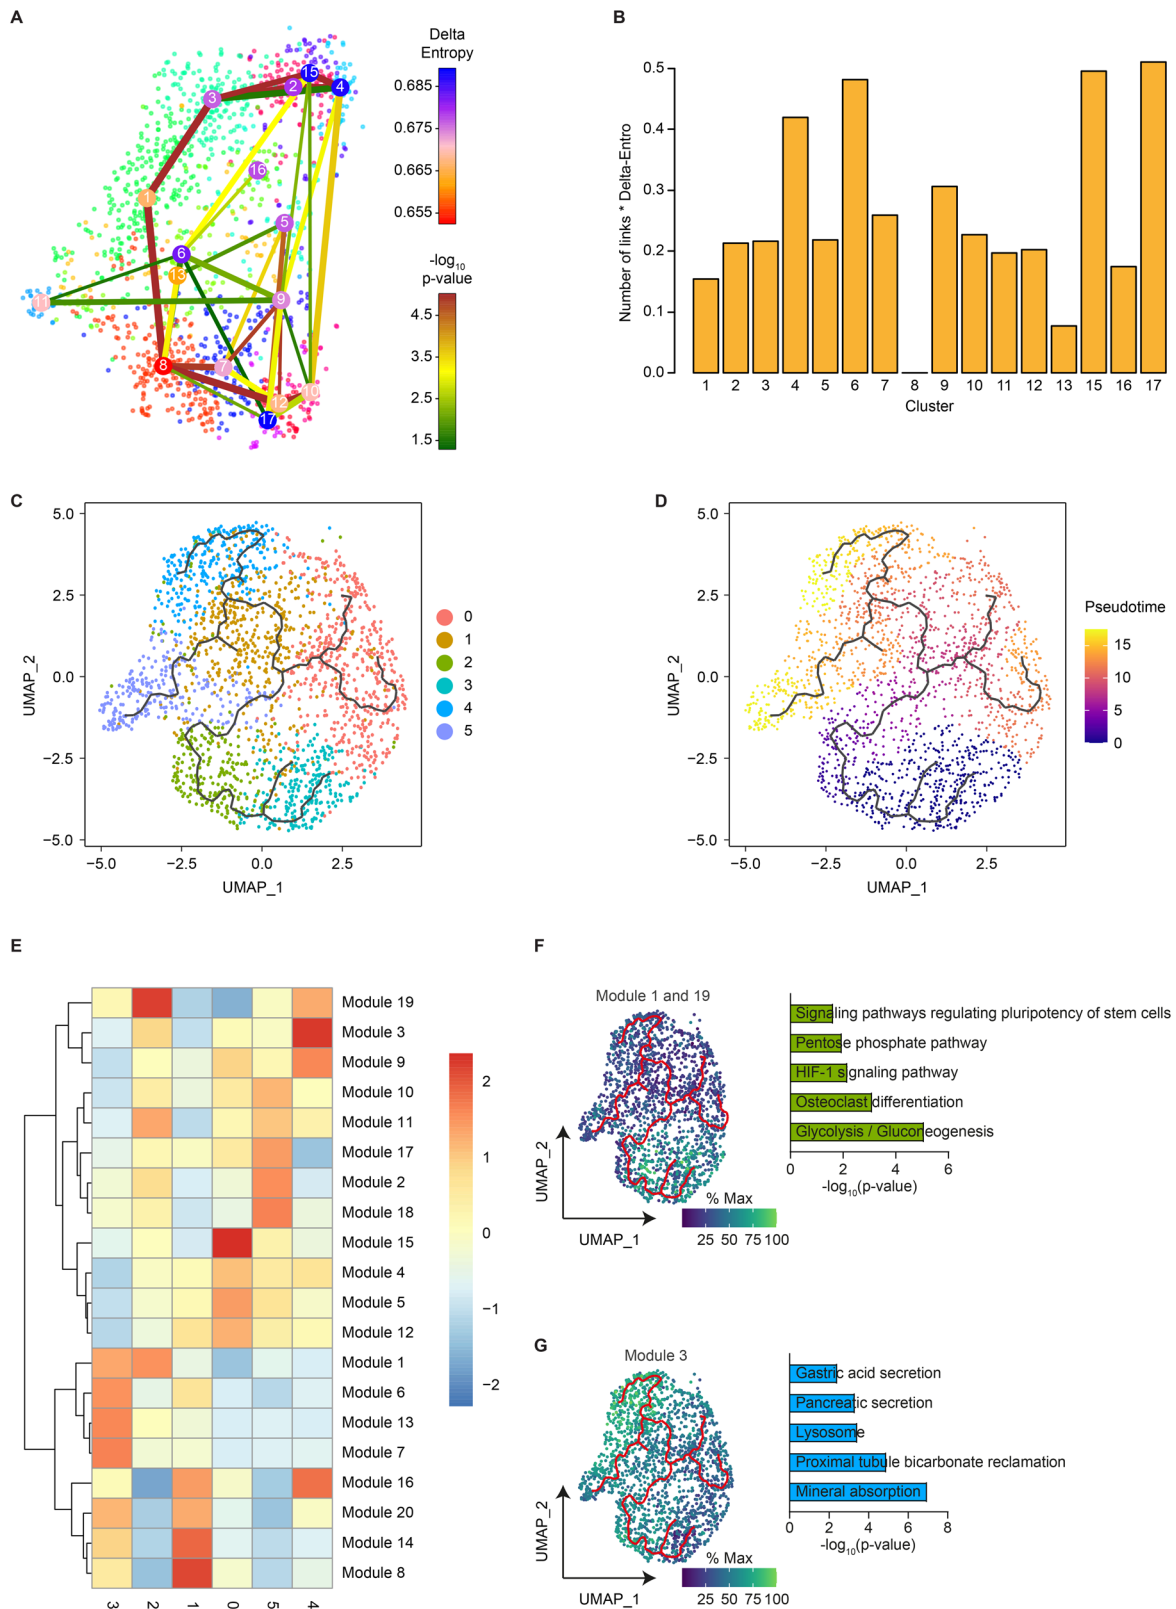 A
Delta
Entropy
0.685
0.675
0.665
0.655
-log10
p-value
4.5
3.5
2.5
1.5
15
2
4
3
16
1
5
6
13
11
9
8
7
12
10
17
B
Number of links * Delta-Entro
0.5
0.4
0.3
0.2
0.1
0.0
1 2 3 4 5 6 7 8 9 10 11 12 13 15 16 17
Cluster
C
UMAP_2
5.0
2.5
0.0
−2.5
−5.0
−5.0 −2.5 0.0 2.5
UMAP_1
0
1
2
3
4
5
D
UMAP_2
5.0
2.5
0.0
−2.5
−5.0
−5.0 −2.5 0.0 2.5
UMAP_1
Pseudotime
15
10
5
0
E
Module 19
Module 3
Module 9
Module 10
Module 11
Module 17
Module 2
Module 18
Module 15
Module 4
Module 5
Module 12
Module 1
Module 6
Module 13
Module 7
Module 16
Module 20
Module 14
Module 8
3 2 1 0 5 4
2
1
0
−1
−2
F
Module 1 and 19
UMAP_2
UMAP_1
% Max
25 50 75 100
Signaling pathways regulating pluripotency of stem cells
Pentose phosphate pathway
HIF-1 signaling pathway
Osteoclast differentiation
Glycolysis / Gluconeogenesis
0 2 4 6
-log10(p-value)
G
Module 3
UMAP_2
UMAP_1
% Max
25 50 75 100
Gastric acid secretion
Pancreatic secretion
Lysosome
Proximal tubule bicarbonate reclamation
Mineral absorption
0 2 4 6 8
-log10(p-value)